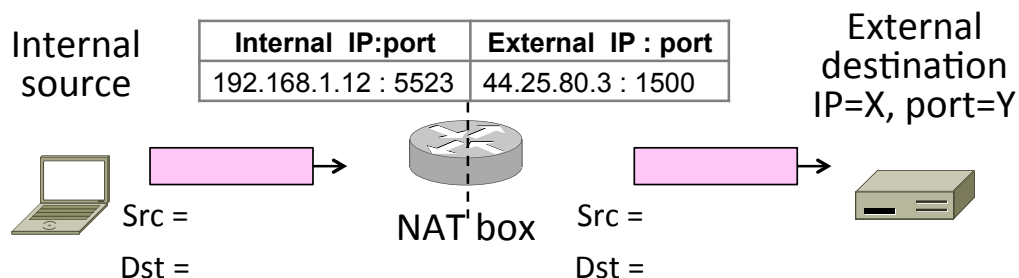 Internal
source
Internal IP:port External IP : port
192.168.1.12 : 5523 44.25.80.3 : 1500
External
destination
IP=X, port=Y
Src =
Dst =
NAT box
Src =
Dst =